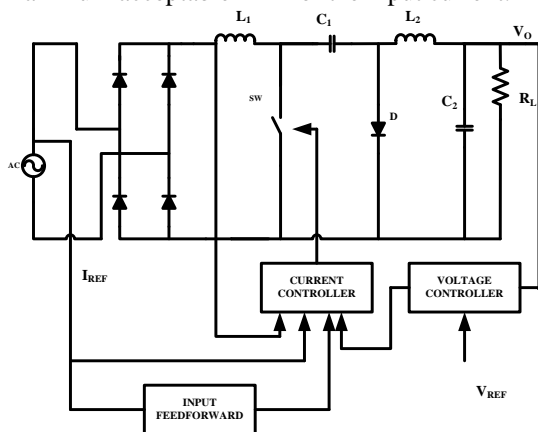 L1
C1
L2
VO
SW
D
C2
RL
AC
IREF
CURRENT
CONTROLLER
VOLTAGE
CONTROLLER
INPUT
FEEDFORWARD
VREF